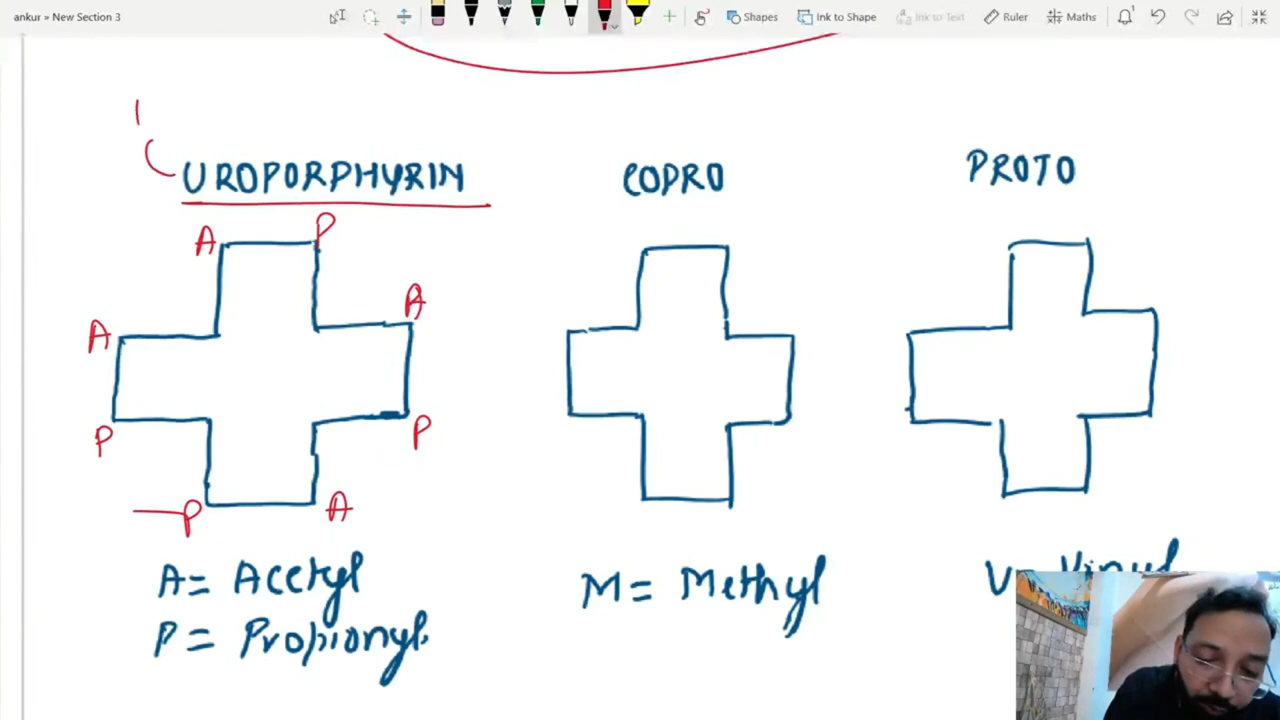 ankur » New Section 3
Shapes
Ink to Shape
Ink to Text
Ruler
Maths
UROPORPHYRIN
COPRO
PROTO
A P
A A
P P
P A
A = Acetyl
P = Propionyl
M = Methyl
V
Vinyl